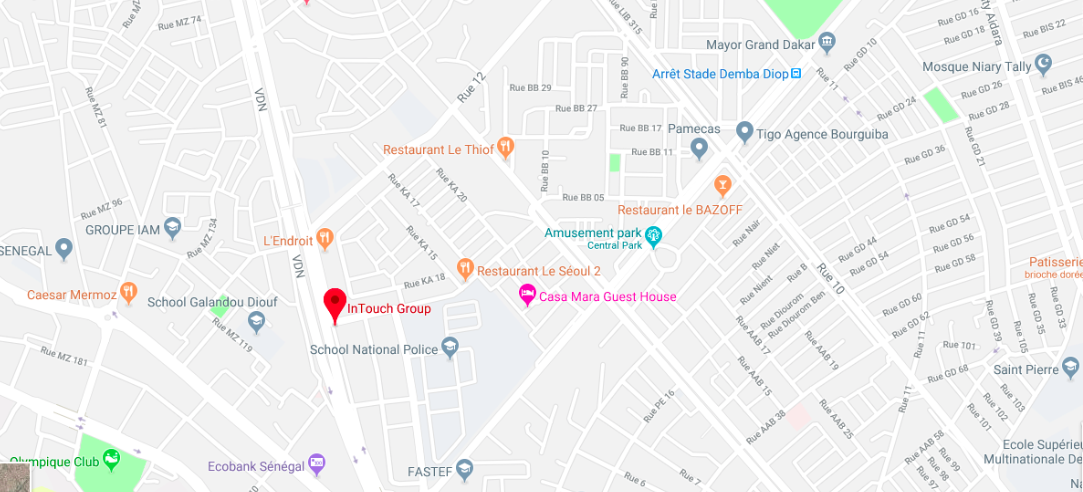 Rue MZ 74
Rue LIB 315
Rue GD 16
Rue GD 18
Rue BIS 22
Mayor Grand Dakar
Rue GD 10
Arrêt Stade Demba Diop
Rue 12
Rue BB 90
Rue 11
Mosque Niary Tally
Rue BIS 46
VDN
Rue BB 29
Rue BB 27
Rue GD 24
Rue GD 26
Rue GD 28
Rue MZ 81
Rue BB 17
Pamecas
Tigo Agence Bourguiba
Restaurant Le Thiof
Rue BB 10
Rue BB 11
Rue GD 36
Rue GD 21
Rue KA 20
Rue KA 17
Rue BB 05
Restaurant le BAZOFF
Rue MZ 96
GROUPE IAM
Rue MZ 134
L'Endroit
Rue KA 15
Amusement park
Central Park
Rue Nair
Rue Niet
Rue GD 54
Rue GD 44
SENEGAL
VDN
Rue KA 18
Restaurant Le Séoul 2
Rue B
Rue 10
Rue GD 54
Patisserie
brioche dorée
Caesar Mermoz
School Galandou Diouf
InTouch Group
Casa Mara Guest House
Rue Diourom
Rue Diourom Ben
Rue GD 60
Rue GD 62
Rue GD 39
Rue GD 35
Rue GD 33
Rue MZ 119
School National Police
Rue AAB 17
Rue AAB 19
Rue 11
Rue 101
Rue 105
Rue MZ 181
Rue AAB 15
Rue GD 68
Saint Pierre
Rue PE 16
Rue 11
Rue 103
Rue 101
Rue 102
Rue AAB 38
Rue AAB 25
Rue AAB 58
Rue 98
Rue 99
Olympique Club
Ecobank Sénégal
FASTEF
Ecole Supérieu
Multinationale De
Na